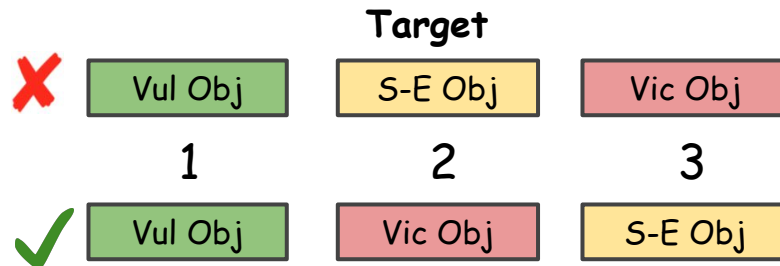 Target
Vul Obj S-E Obj Vic Obj
1 2 3
Vul Obj Vic Obj S-E Obj